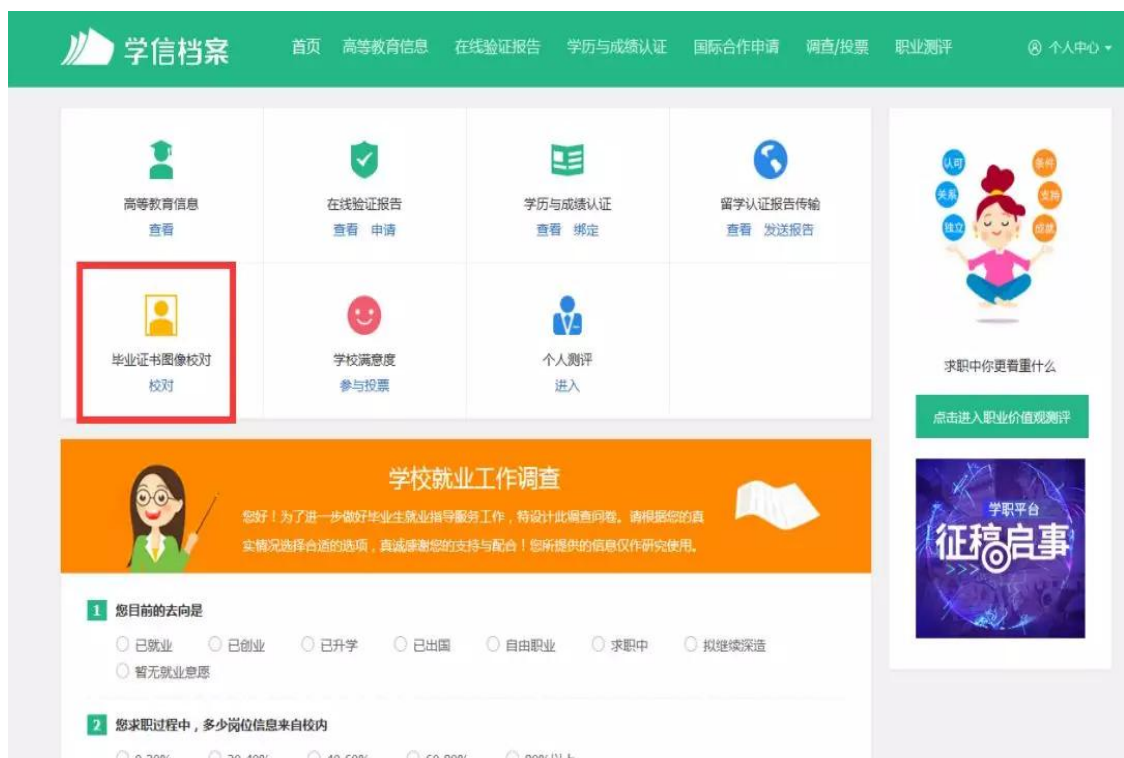 学信档案
首页 高等教育信息 在线验证报告 学历与成绩认证 国际合作申请 调查/投票 职业测评 个人中心
高等教育信息
查看
在线验证报告
查看 申请
学历与成绩认证
查看 绑定
留学认证报告传输
查看 发送报告
毕业证书图像校对
校对
学校满意度
参与投票
个人测评
进入
认可
关系
独立
条件
支持
成就
求职中你更看重什么
点击进入职业价值观测评
学职平台
征稿启事
>>>
学校就业工作调查
您好！为了进一步做好毕业生就业指导服务工作，特设计此调查问卷。请根据您的真
实情况选择合适的选项，真诚感谢您的支持与配合！您所提供的信息仅作研究使用。
1 您目前的去向是
已就业 已创业 已升学 已出国 自由职业 求职中 拟继续深造
暂无就业意愿
2 您求职过程中，多少岗位信息来自校内